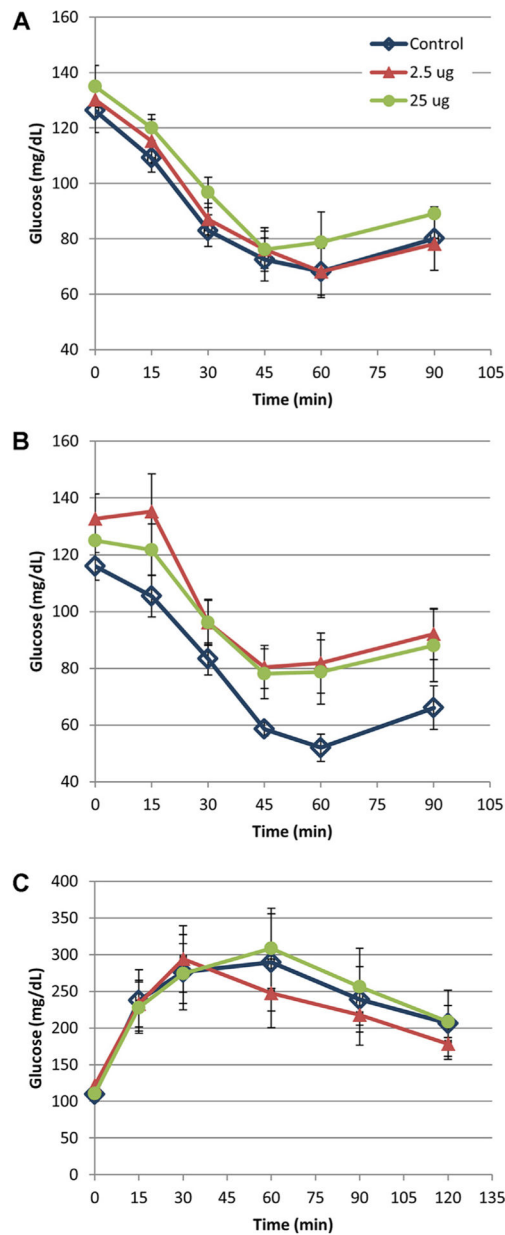 A
160
140
120
100
80
60
40
Glucose (mg/dL)
Control
2.5 ug
25 ug
0 15 30 45 60 75 90 105
Time (min)
B
160
140
120
100
80
60
40
Glucose (mg/dL)
0 15 30 45 60 75 90 105
Time (min)
C
400
350
300
250
200
150
100
50
0
Glucose (mg/dL)
0 15 30 45 60 75 90 105 120 135
Time (min)